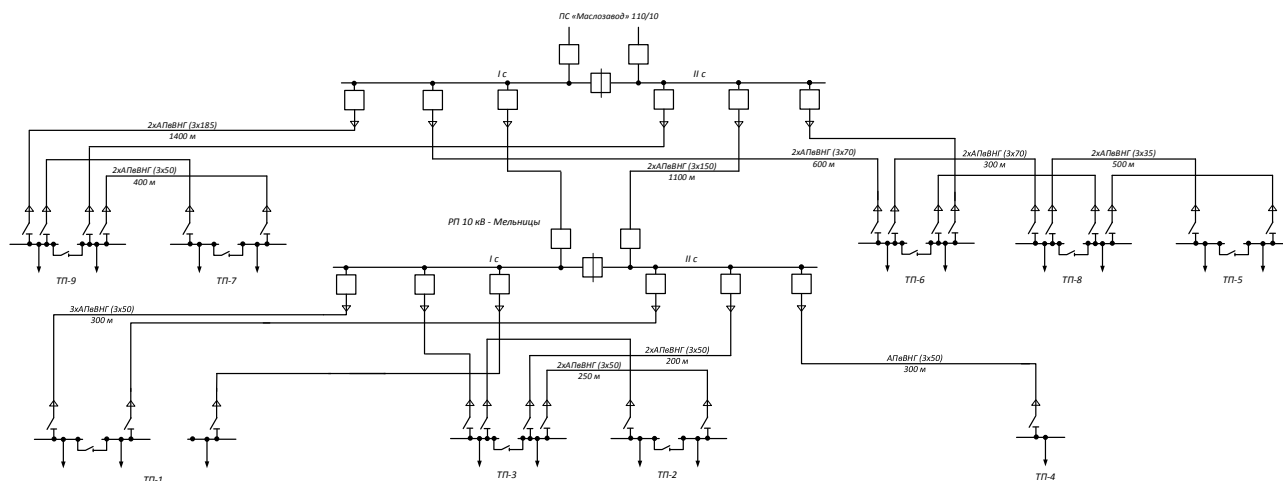 ПС «Маслозавод» 110/10
I с
II с
2хАПвВНГ (3х185)
1400 м
2хАПвВНГ (3х50)
400 м
2хАПвВНГ (3х150)
1100 м
2хАПвВНГ (3х70)
600 м
2хАПвВНГ (3х70)
300 м
2хАПвВНГ (3х35)
500 м
РП 10 кВ - Мельницы
ТП-9
ТП-7
I с
II с
ТП-6
ТП-8
ТП-5
3хАПвВНГ (3х50)
300 м
2хАПвВНГ (3х50)
200 м
2хАПвВНГ (3х50)
250 м
АПвВНГ (3х50)
300 м
ТП-1
ТП-3
ТП-2
ТП-4